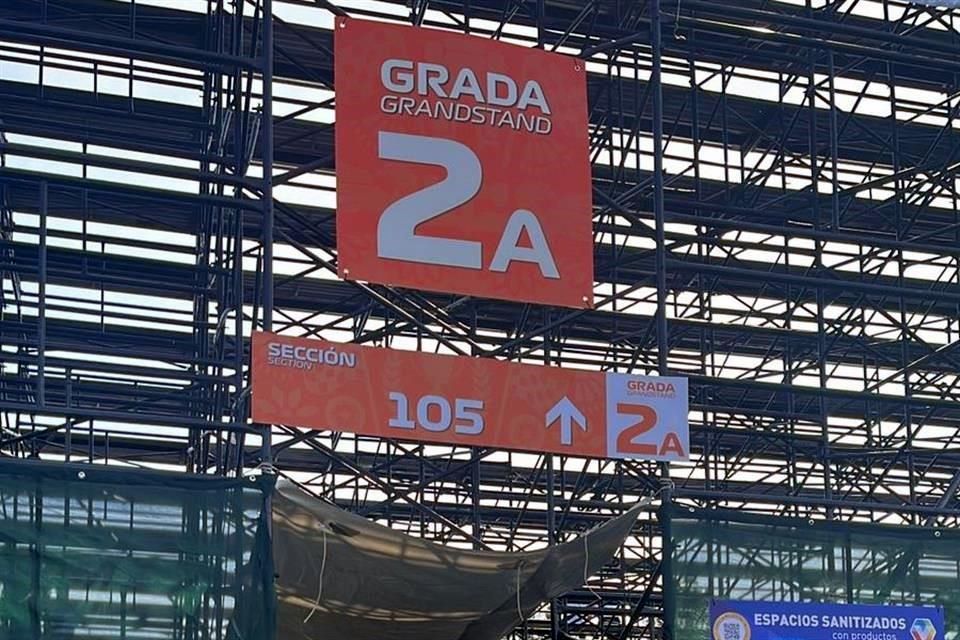 GRADA
GRANDSTAND
2A
SECCIÓN
SECTION
105
GRADA
GRANDSTAND
2A
ESPACIOS SANITIZADOS
con productos